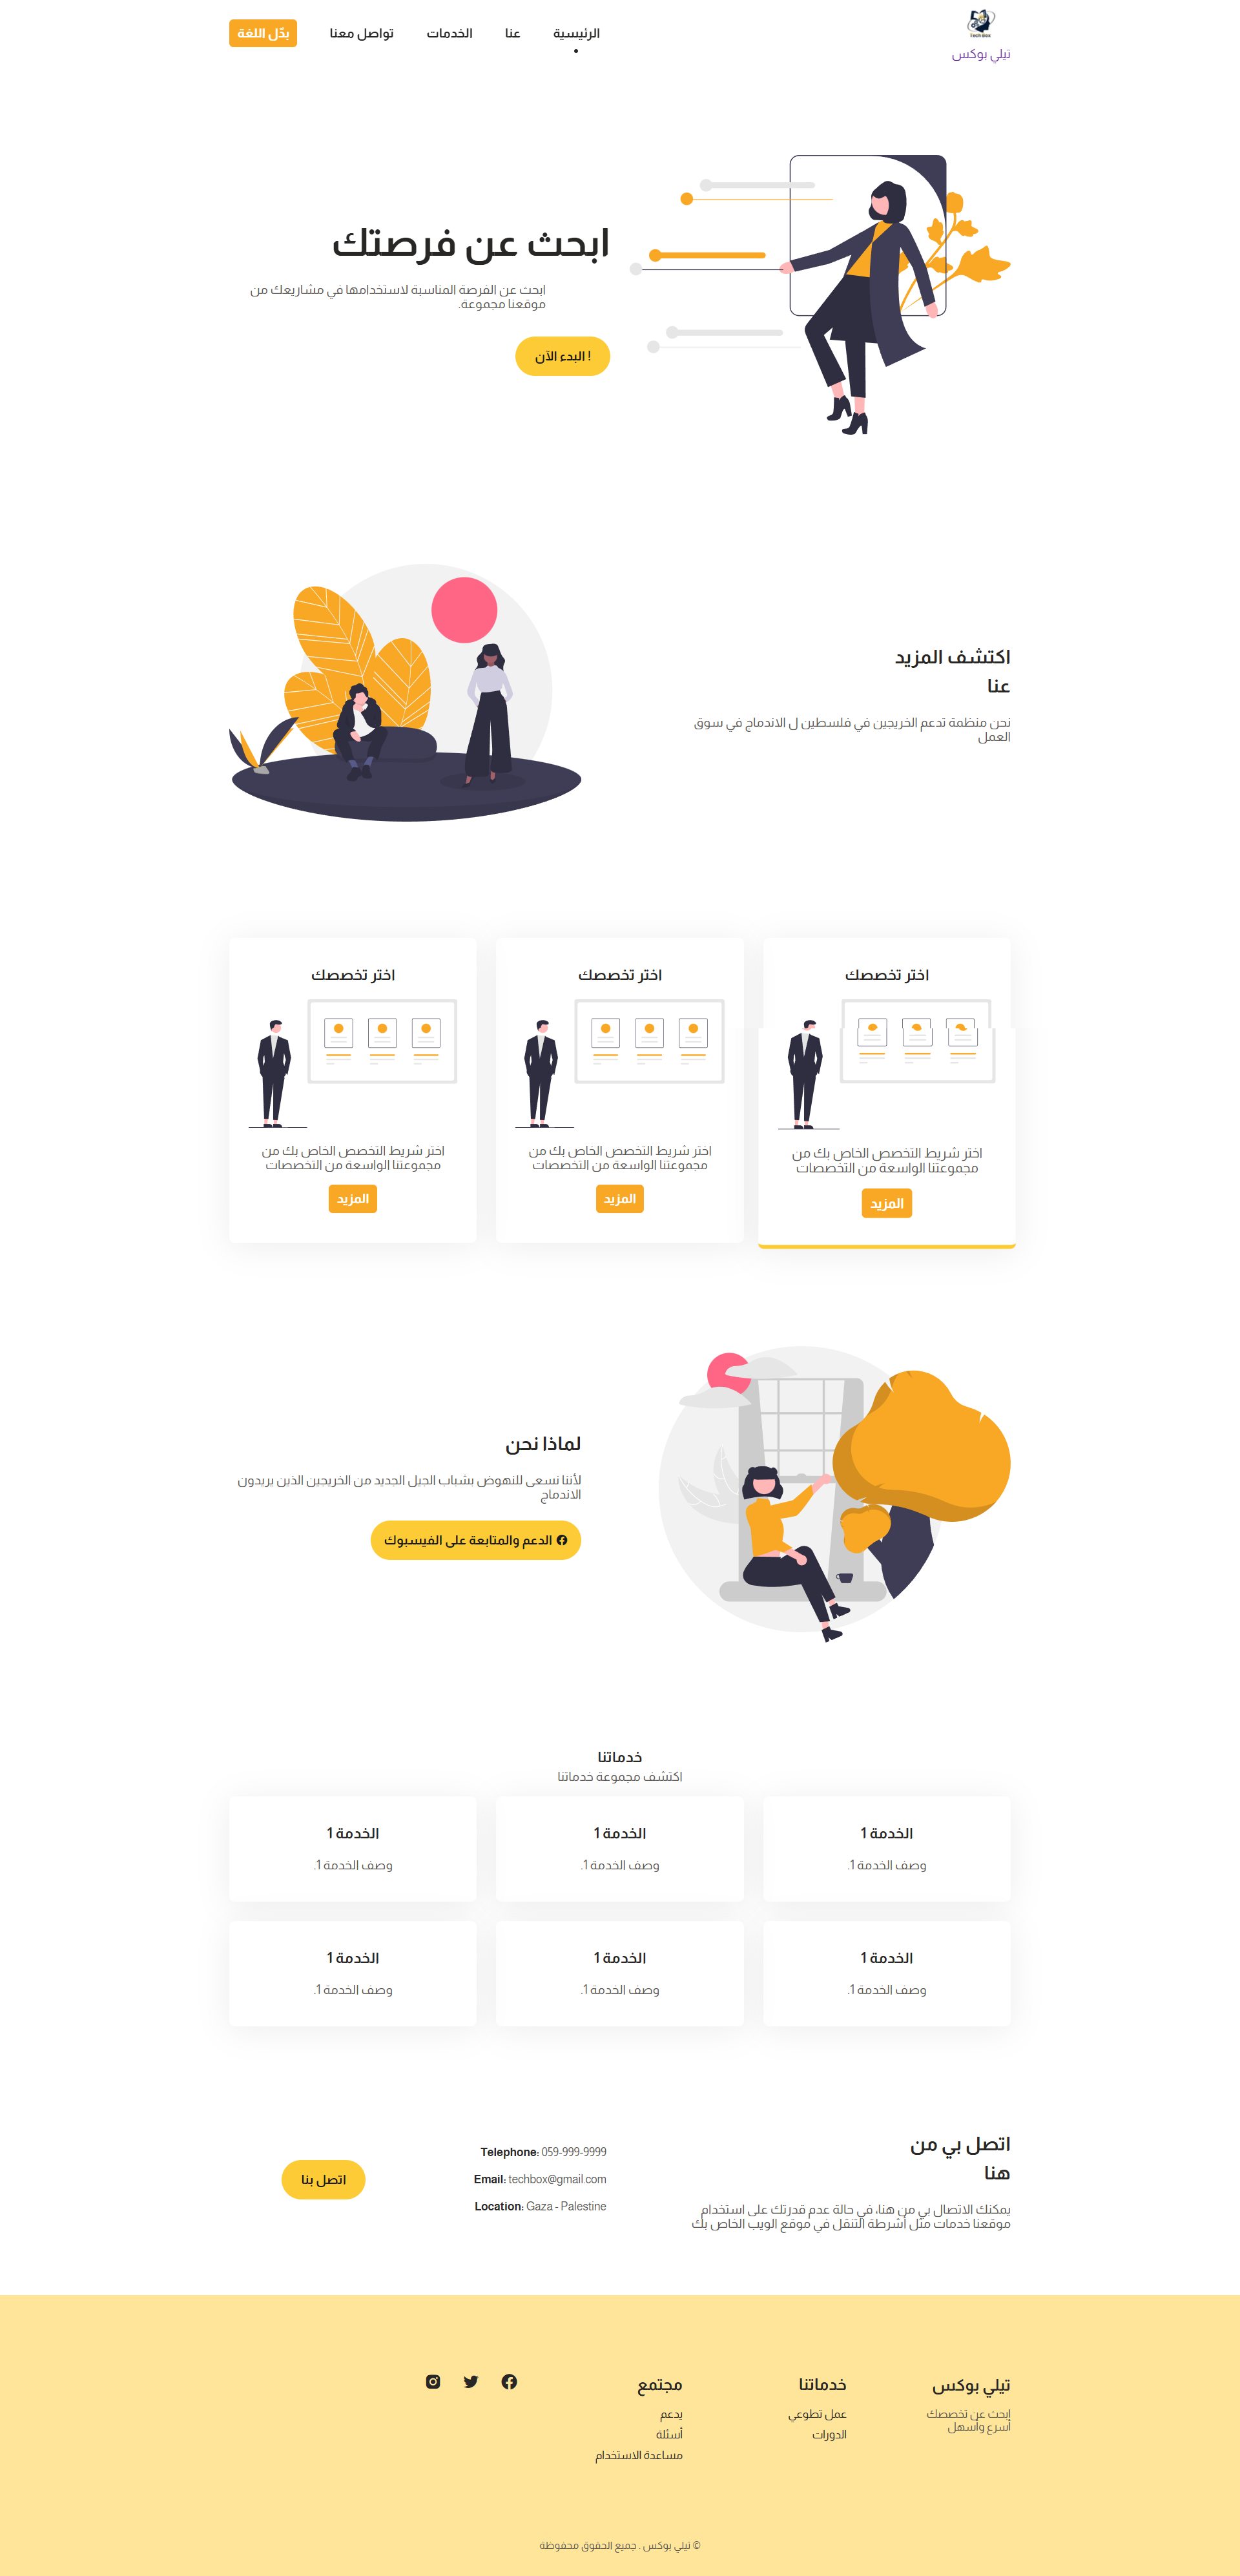 Tech Box
تيلي بوكس
الرئيسية
عنا
الخدمات
تواصل معنا
بدّل اللغة
ابحث عن فرصتك
ابحث عن الفرصة المناسبة لاستخدامها في مشاريعك من
موقعنا مجموعة.
! البدء الآن
اكتشف المزيد
عنا
نحن منظمة تدعم الخريجين في فلسطين ل الاندماج في سوق
العمل
اختر تخصصك
اختر شريط التخصص الخاص بك من
مجموعتنا الواسعة من التخصصات
المزيد
اختر تخصصك
اختر شريط التخصص الخاص بك من
مجموعتنا الواسعة من التخصصات
المزيد
اختر تخصصك
اختر شريط التخصص الخاص بك من
مجموعتنا الواسعة من التخصصات
المزيد
لماذا نحن
لأننا نسعى للنهوض بشباب الجيل الجديد من الخريجين الذين يريدون
الاندماج
الدعم والمتابعة على الفيسبوك
خدماتنا
اكتشف مجموعة خدماتنا
الخدمة 1
وصف الخدمة 1.
الخدمة 1
وصف الخدمة 1.
الخدمة 1
وصف الخدمة 1.
الخدمة 1
وصف الخدمة 1.
الخدمة 1
وصف الخدمة 1.
الخدمة 1
وصف الخدمة 1.
اتصل بي من
هنا
يمكنك الاتصال بي من هنا، في حالة عدم قدرتك على استخدام
موقعنا خدمات مثل أشرطة التنقل في موقع الويب الخاص بك
Telephone: 059-999-9999
Email: techbox@gmail.com
Location: Gaza - Palestine
اتصل بنا
تيلي بوكس
ابحث عن تخصصك
أسرع وأسهل
خدماتنا
عمل تطوعي
الدورات
مجتمع
يدعم
أسئلة
مساعدة الاستخدام
© تيلي بوكس . جميع الحقوق محفوظة